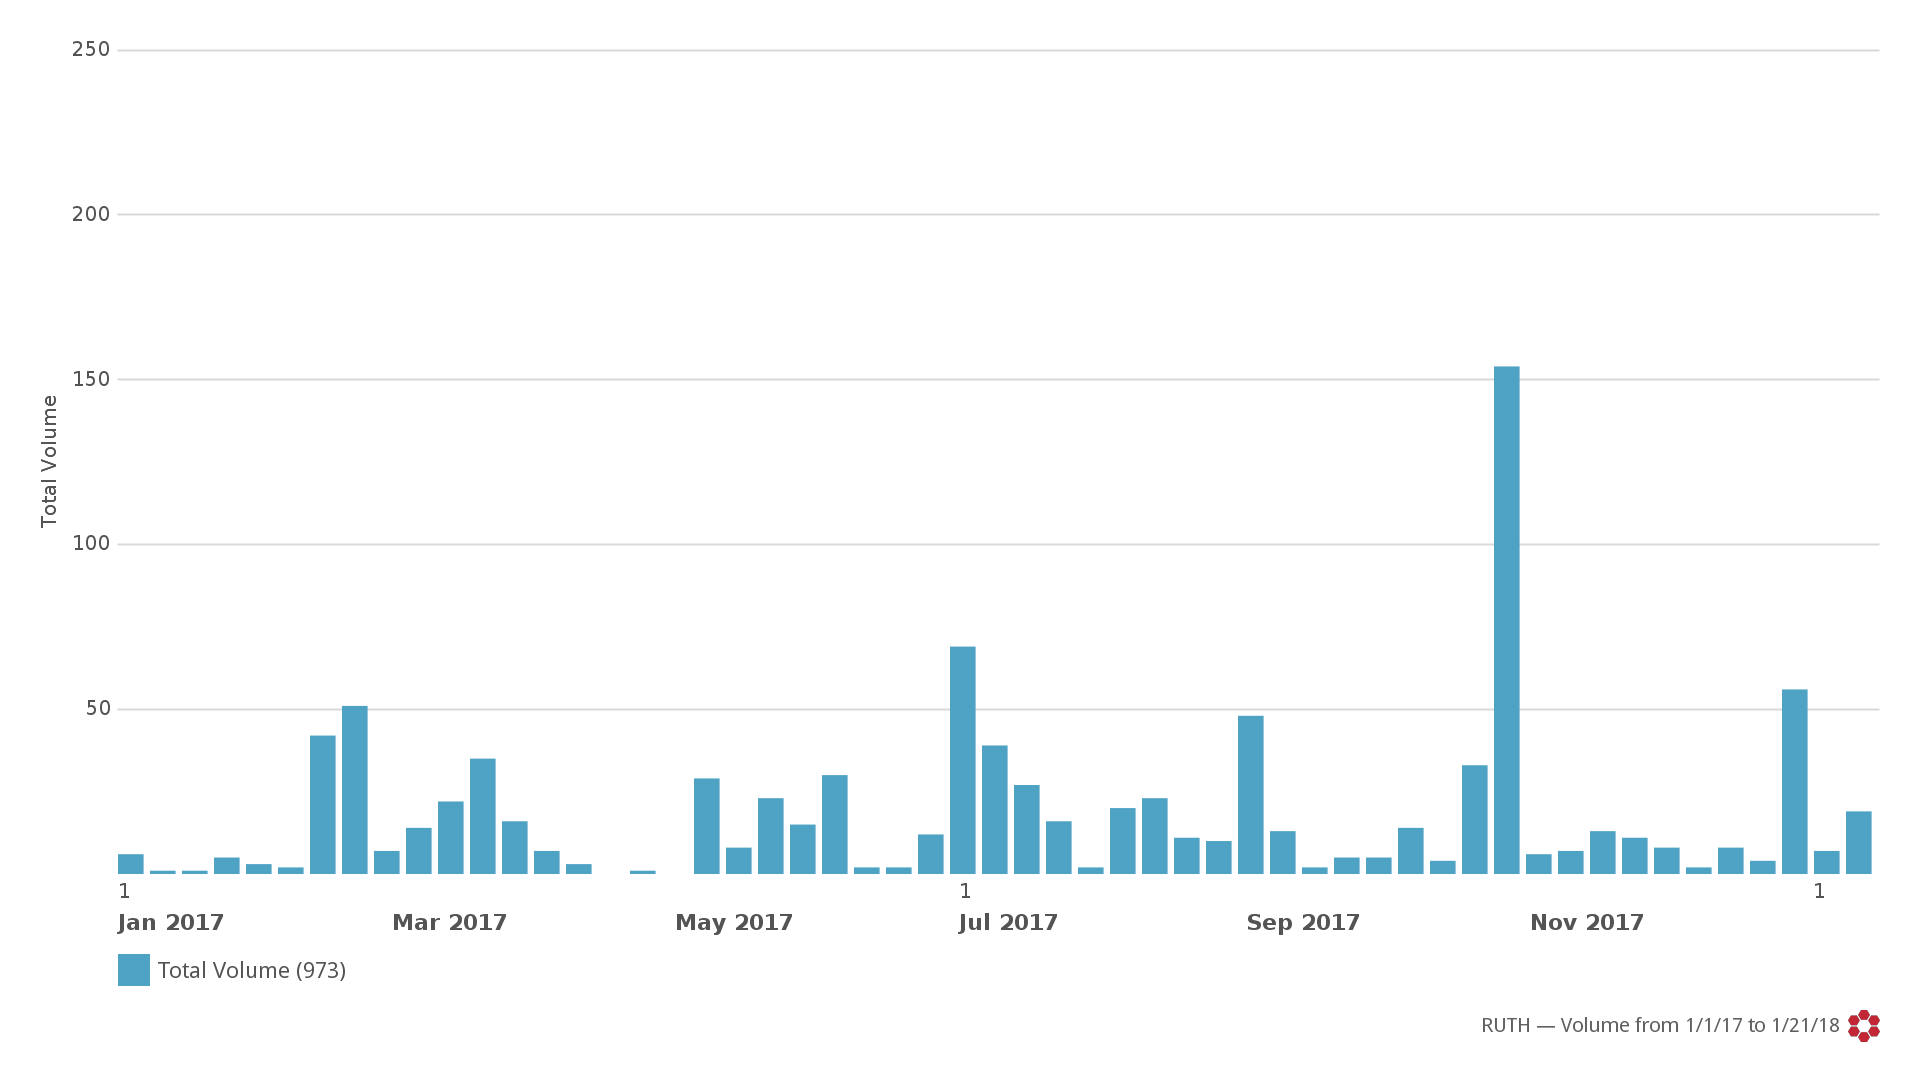 250
200
150
100
50
Total Volume
1 1 1
Jan 2017 Mar 2017 May 2017 Jul 2017 Sep 2017 Nov 2017
Total Volume (973)
RUTH — Volume from 1/1/17 to 1/21/18